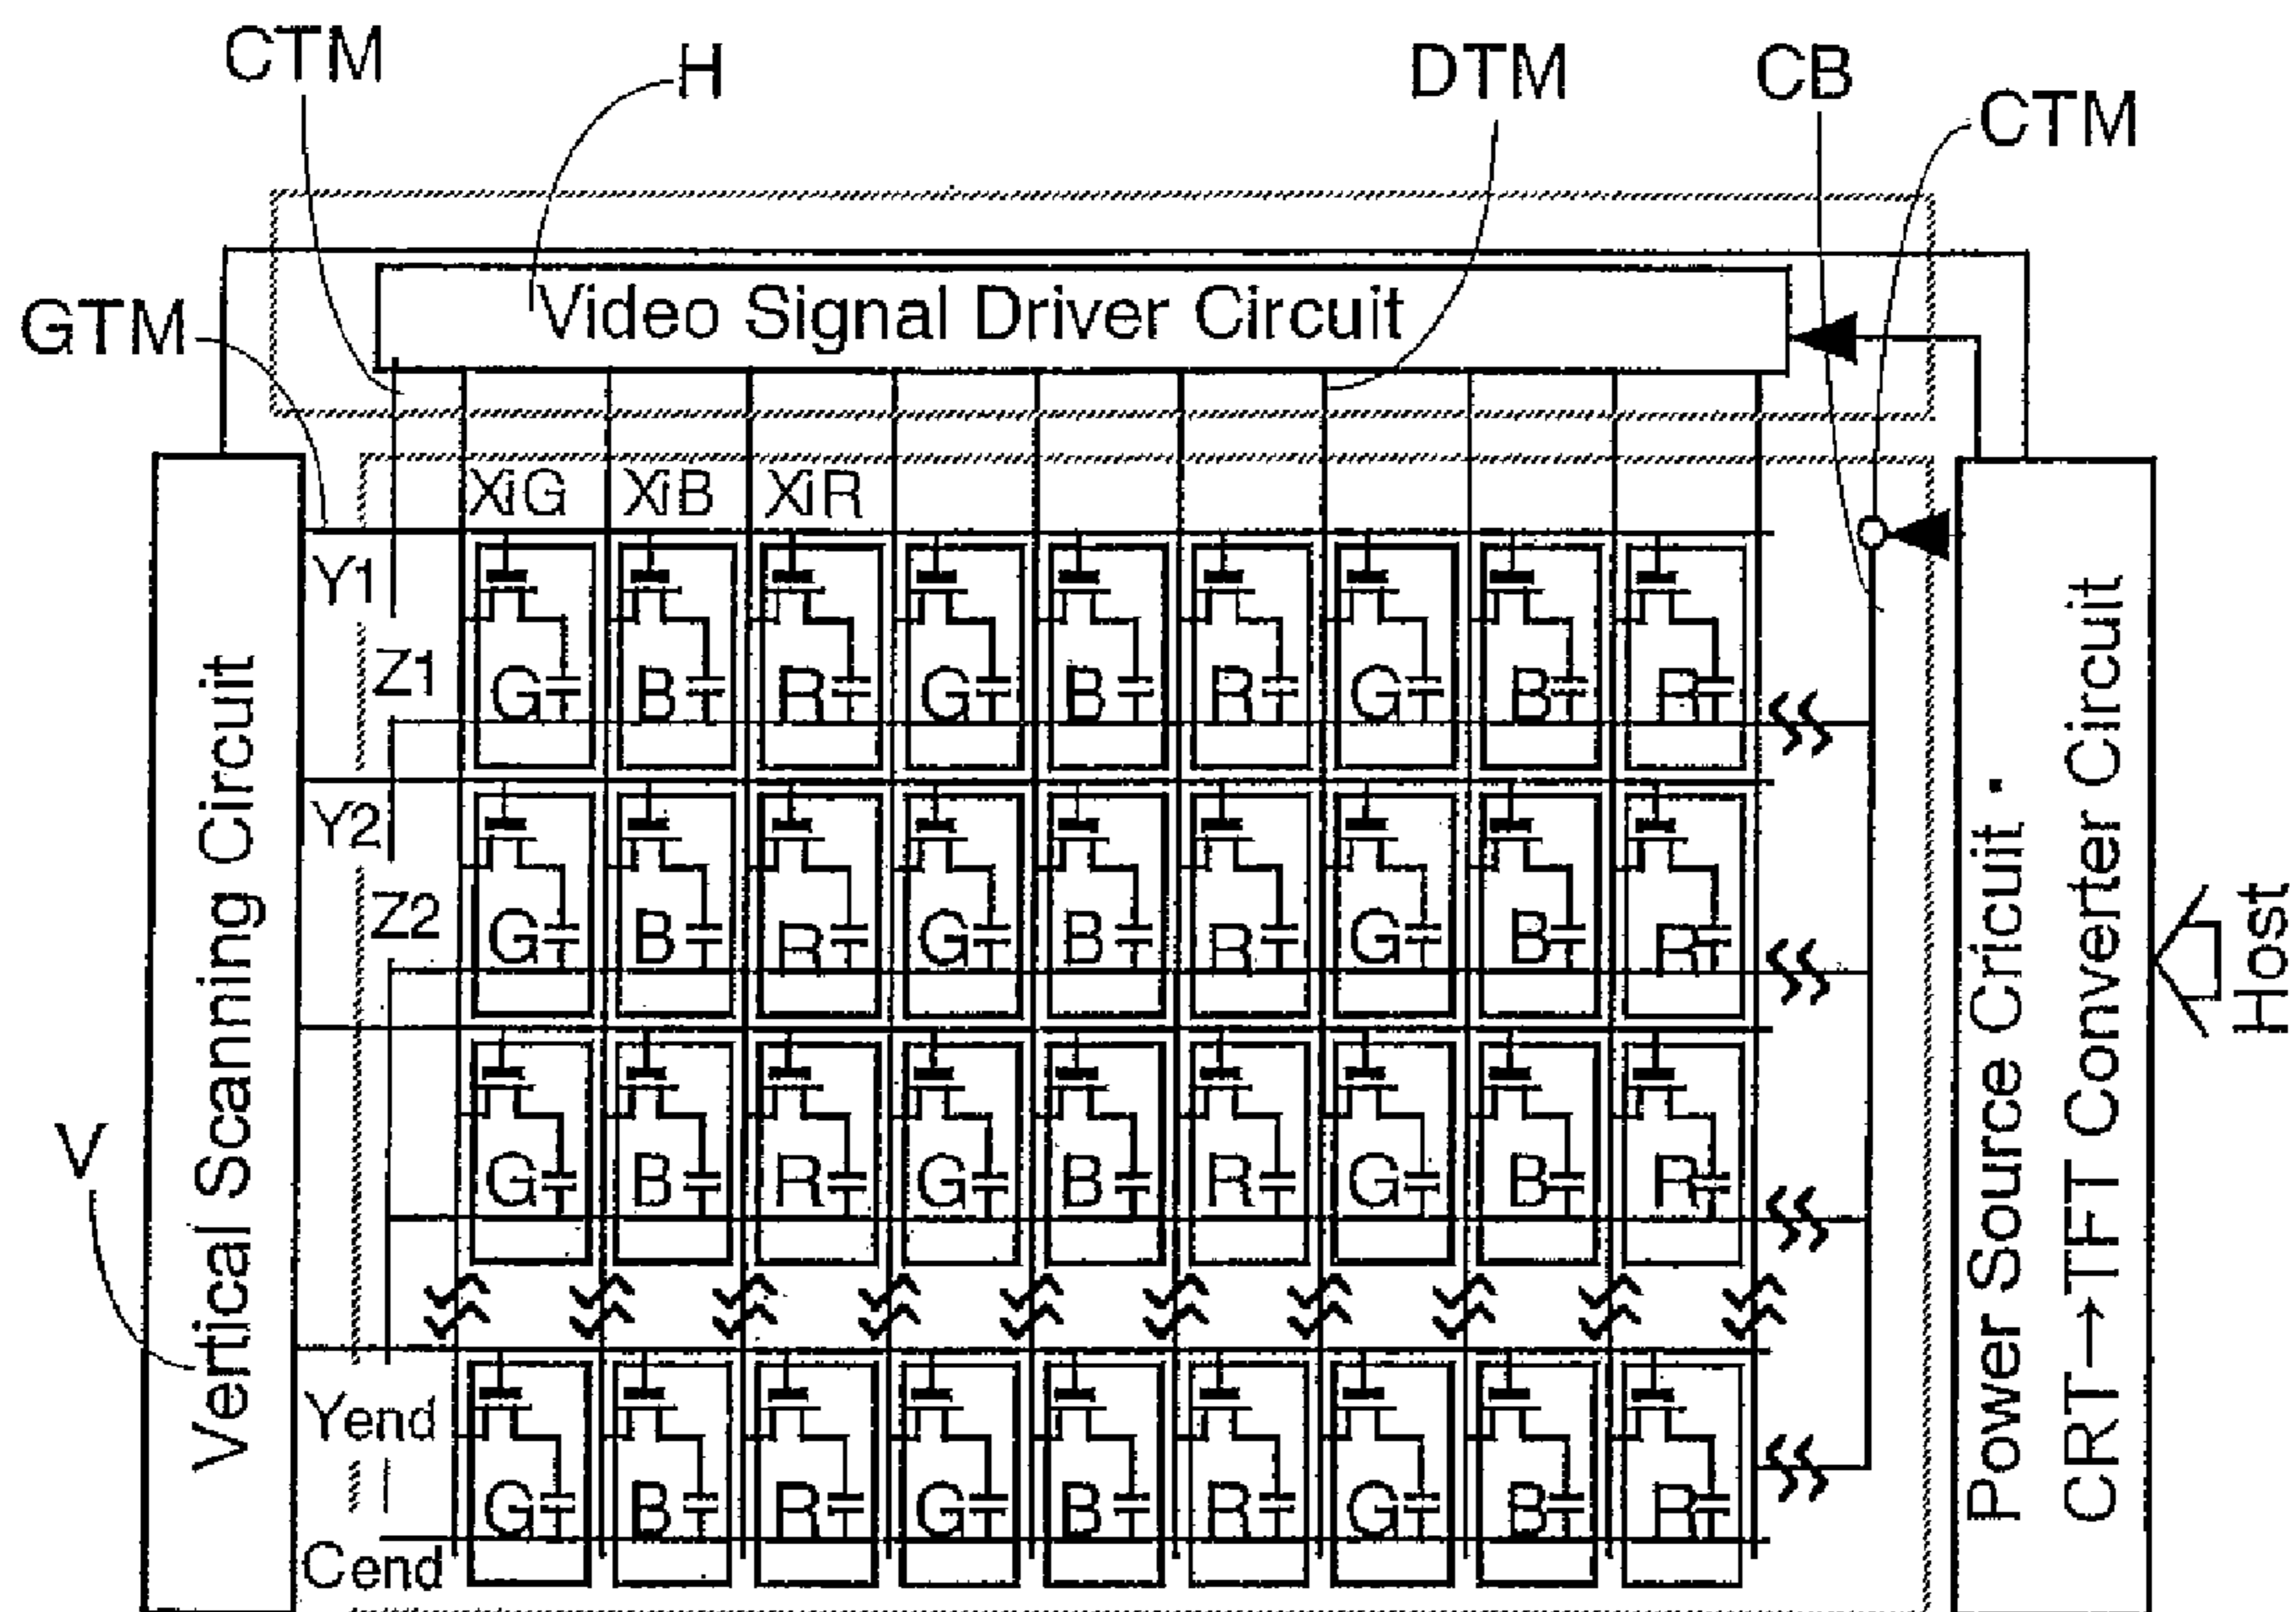 CTM H DTM CB CTM
GTM
Video Signal Driver Circuit
XiG XiB XiR
Y1
Z1
G B R G B R G B R
Y2
Z2
G B R G B R G B R
G B R G B R G B R
Yend
G B R G B R G B R
Cend
V
Vertical Scanning Circuit
Power Source Cricuit ·
CRT→TFT Converter Circuit
Host